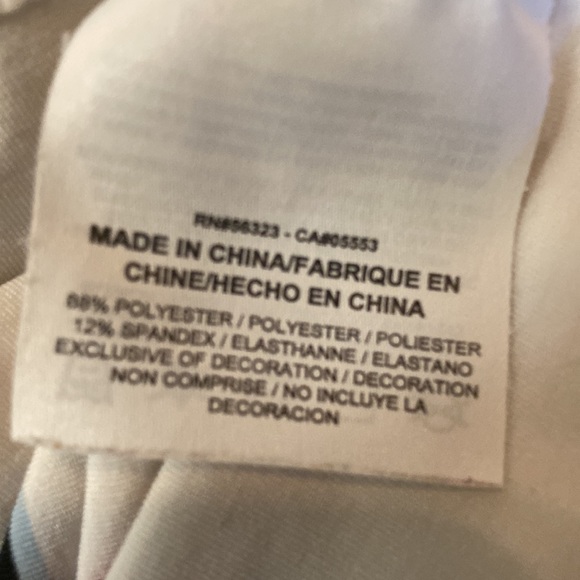 RN#56323 - CA#05553
MADE IN CHINA/FABRIQUE EN
CHINE/HECHO EN CHINA
88% POLYESTER / POLYESTER / POLIESTER
12% SPANDEX / ELASTHANNE / ELASTANO
EXCLUSIVE OF DECORATION / DECORATION
NON COMPRISE / NO INCLUYE LA
DECORACION